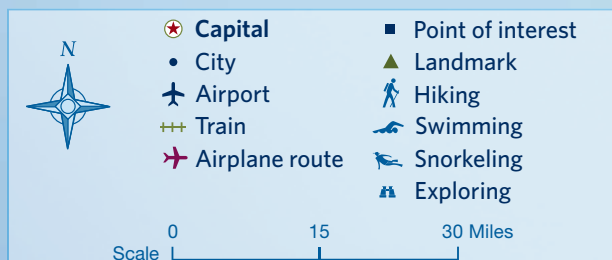 N
Capital
City
Airport
Train
Airplane route
Point of interest
Landmark
Hiking
Swimming
Snorkeling
Exploring
0 15 30 Miles
Scale